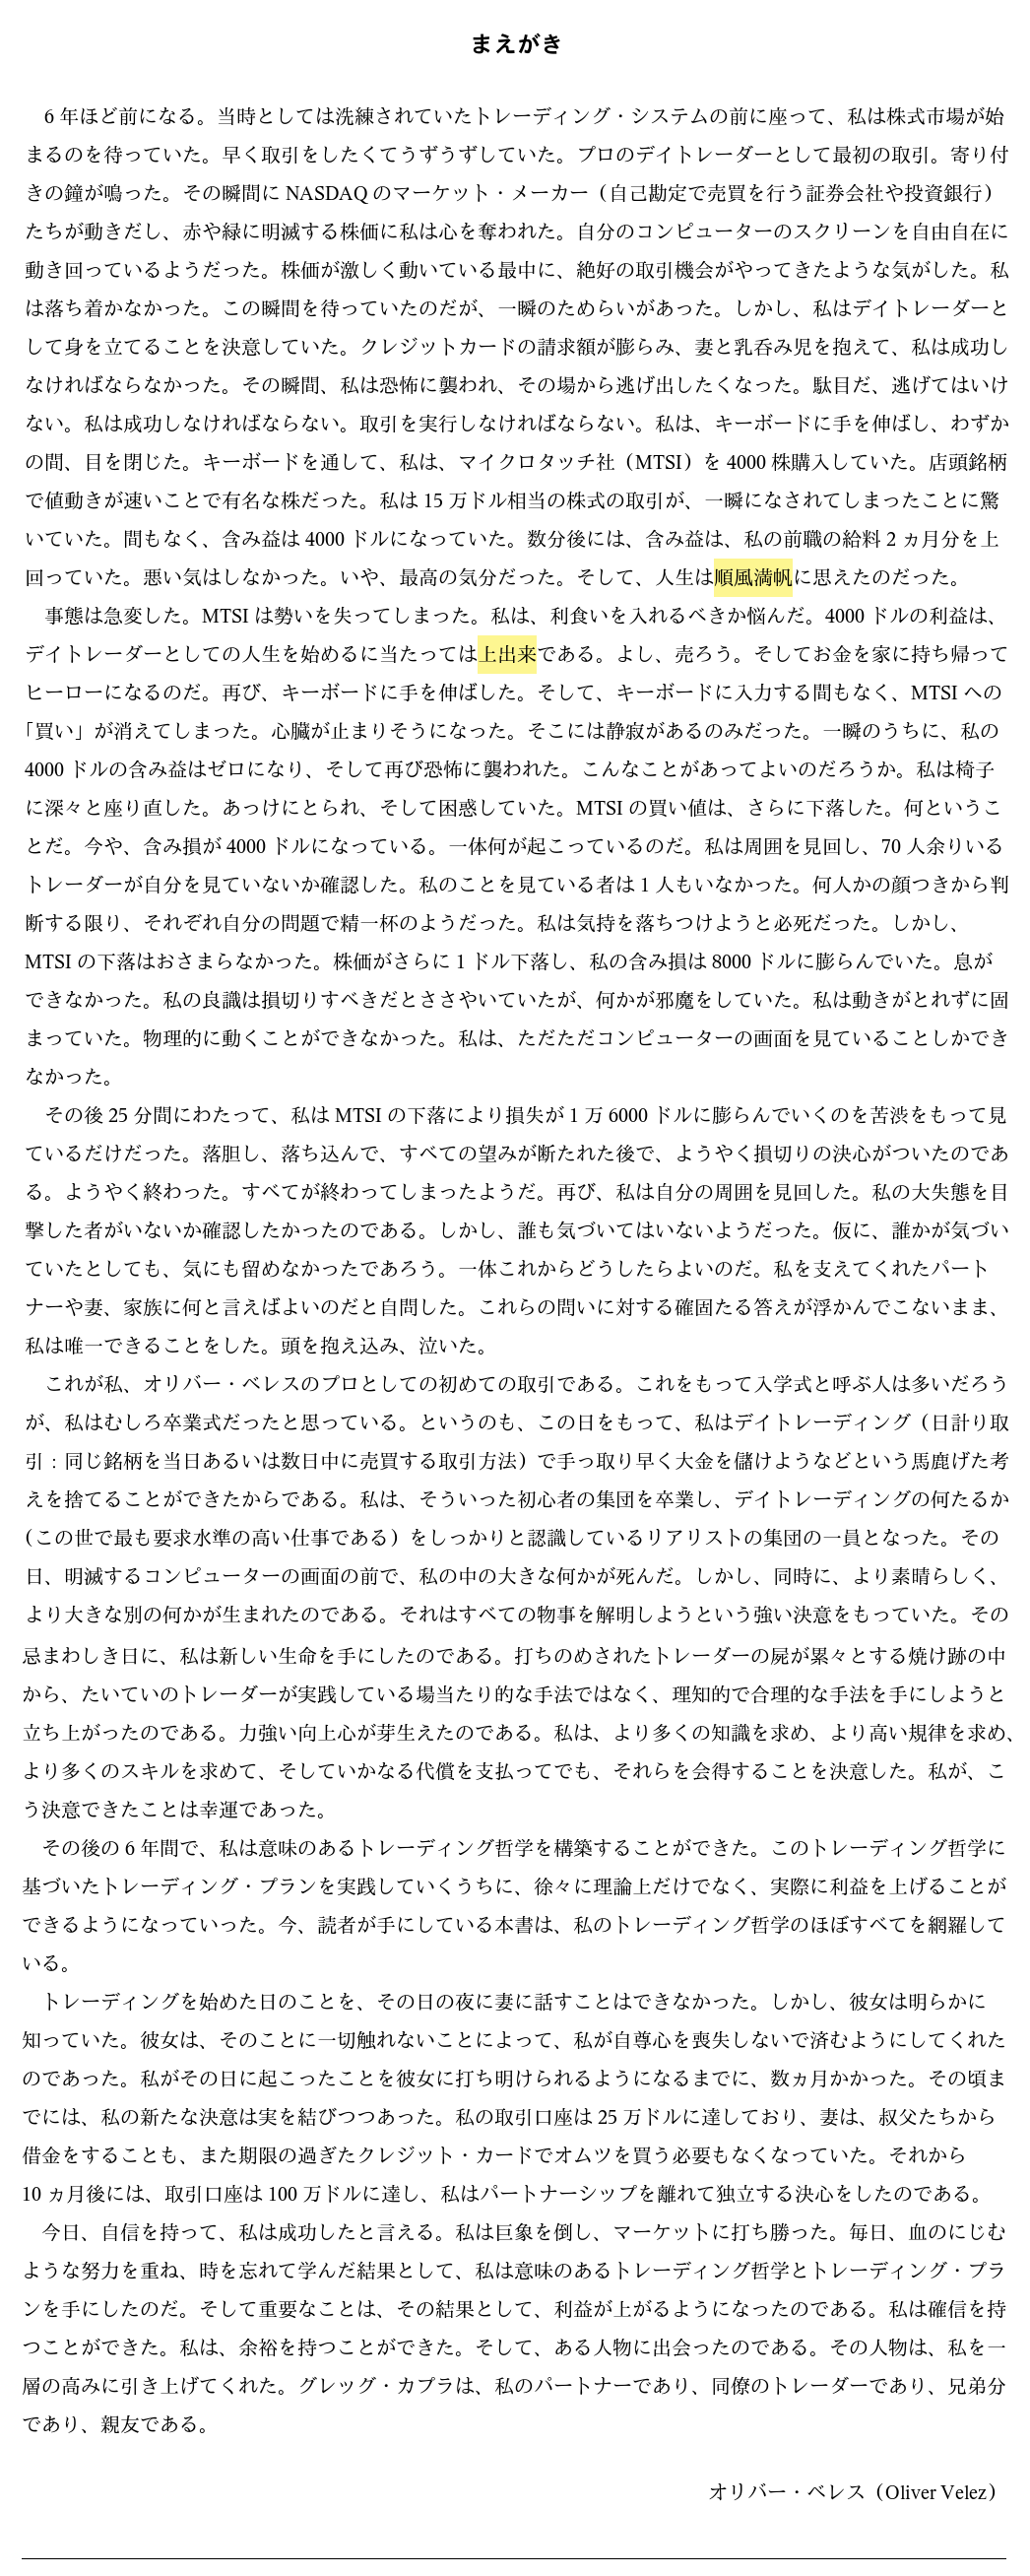 まえがき
6 年ほど前になる。当時としては洗練されていたトレーディング・システムの前に座って、私は株式市場が始
まるのを待っていた。早く取引をしたくてうずうずしていた。プロのデイトレーダーとして最初の取引。寄り付
きの鐘が鳴った。その瞬間に NASDAQ のマーケット・メーカー（自己勘定で売買を行う証券会社や投資銀行）
たちが動きだし、赤や緑に明滅する株価に私は心を奪われた。自分のコンピューターのスクリーンを自由自在に
動き回っているようだった。株価が激しく動いている最中に、絶好の取引機会がやってきたような気がした。私
は落ち着かなかった。この瞬間を待っていたのだが、一瞬のためらいがあった。しかし、私はデイトレーダーと
して身を立てることを決意していた。クレジットカードの請求額が膨らみ、妻と乳呑み児を抱えて、私は成功し
なければならなかった。その瞬間、私は恐怖に襲われ、その場から逃げ出したくなった。駄目だ、逃げてはいけ
ない。私は成功しなければならない。取引を実行しなければならない。私は、キーボードに手を伸ばし、わずか
の間、目を閉じた。キーボードを通して、私は、マイクロタッチ社（MTSI）を 4000 株購入していた。店頭銘柄
で値動きが速いことで有名な株だった。私は 15 万ドル相当の株式の取引が、一瞬になされてしまったことに驚
いていた。間もなく、含み益は 4000 ドルになっていた。数分後には、含み益は、私の前職の給料 2 ヵ月分を上
回っていた。悪い気はしなかった。いや、最高の気分だった。そして、人生は順風満帆に思えたのだった。
事態は急変した。MTSI は勢いを失ってしまった。私は、利食いを入れるべきか悩んだ。4000 ドルの利益は、
デイトレーダーとしての人生を始めるに当たっては上出来である。よし、売ろう。そしてお金を家に持ち帰って
ヒーローになるのだ。再び、キーボードに手を伸ばした。そして、キーボードに入力する間もなく、MTSI への
「買い」が消えてしまった。心臓が止まりそうになった。そこには静寂があるのみだった。一瞬のうちに、私の
4000 ドルの含み益はゼロになり、そして再び恐怖に襲われた。こんなことがあってよいのだろうか。私は椅子
に深々と座り直した。あっけにとられ、そして困惑していた。MTSI の買い値は、さらに下落した。何というこ
とだ。今や、含み損が 4000 ドルになっている。一体何が起こっているのだ。私は周囲を見回し、70 人余りいる
トレーダーが自分を見ていないか確認した。私のことを見ている者は 1 人もいなかった。何人かの顔つきから判
断する限り、それぞれ自分の問題で精一杯のようだった。私は気持を落ちつけようと必死だった。しかし、
MTSI の下落はおさまらなかった。株価がさらに 1 ドル下落し、私の含み損は 8000 ドルに膨らんでいた。息が
できなかった。私の良識は損切りすべきだとささやいていたが、何かが邪魔をしていた。私は動きがとれずに固
まっていた。物理的に動くことができなかった。私は、ただただコンピューターの画面を見ていることしかでき
なかった。
その後 25 分間にわたって、私は MTSI の下落により損失が 1 万 6000 ドルに膨らんでいくのを苦渋をもって見
ているだけだった。落胆し、落ち込んで、すべての望みが断たれた後で、ようやく損切りの決心がついたのであ
る。ようやく終わった。すべてが終わってしまったようだ。再び、私は自分の周囲を見回した。私の大失態を目
撃した者がいないか確認したかったのである。しかし、誰も気づいてはいないようだった。仮に、誰かが気づい
ていたとしても、気にも留めなかったであろう。一体これからどうしたらよいのだ。私を支えてくれたパート
ナーや妻、家族に何と言えばよいのだと自問した。これらの問いに対する確固たる答えが浮かんでこないまま、
私は唯一できることをした。頭を抱え込み、泣いた。
これが私、オリバー・ベレスのプロとしての初めての取引である。これをもって入学式と呼ぶ人は多いだろう
が、私はむしろ卒業式だったと思っている。というのも、この日をもって、私はデイトレーディング（日計り取
引：同じ銘柄を当日あるいは数日中に売買する取引方法）で手っ取り早く大金を儲けようなどという馬鹿げた考
えを捨てることができたからである。私は、そういった初心者の集団を卒業し、デイトレーディングの何たるか
（この世で最も要求水準の高い仕事である）をしっかりと認識しているリアリストの集団の一員となった。その
日、明滅するコンピューターの画面の前で、私の中の大きな何かが死んだ。しかし、同時に、より素晴らしく、
より大きな別の何かが生まれたのである。それはすべての物事を解明しようという強い決意をもっていた。その
忌まわしき日に、私は新しい生命を手にしたのである。打ちのめされたトレーダーの屍が累々とする焼け跡の中
から、たいていのトレーダーが実践している場当たり的な手法ではなく、理知的で合理的な手法を手にしようと
立ち上がったのである。力強い向上心が芽生えたのである。私は、より多くの知識を求め、より高い規律を求め、
より多くのスキルを求めて、そしていかなる代償を支払ってでも、それらを会得することを決意した。私が、こ
う決意できたことは幸運であった。
その後の 6 年間で、私は意味のあるトレーディング哲学を構築することができた。このトレーディング哲学に
基づいたトレーディング・プランを実践していくうちに、徐々に理論上だけでなく、実際に利益を上げることが
できるようになっていった。今、読者が手にしている本書は、私のトレーディング哲学のほぼすべてを網羅して
いる。
トレーディングを始めた日のことを、その日の夜に妻に話すことはできなかった。しかし、彼女は明らかに
知っていた。彼女は、そのことに一切触れないことによって、私が自尊心を喪失しないで済むようにしてくれた
のであった。私がその日に起こったことを彼女に打ち明けられるようになるまでに、数ヵ月かかった。その頃ま
でには、私の新たな決意は実を結びつつあった。私の取引口座は 25 万ドルに達しており、妻は、叔父たちから
借金をすることも、また期限の過ぎたクレジット・カードでオムツを買う必要もなくなっていた。それから
10 ヵ月後には、取引口座は 100 万ドルに達し、私はパートナーシップを離れて独立する決心をしたのである。
今日、自信を持って、私は成功したと言える。私は巨象を倒し、マーケットに打ち勝った。毎日、血のにじむ
ような努力を重ね、時を忘れて学んだ結果として、私は意味のあるトレーディング哲学とトレーディング・プラ
ンを手にしたのだ。そして重要なことは、その結果として、利益が上がるようになったのである。私は確信を持
つことができた。私は、余裕を持つことができた。そして、ある人物に出会ったのである。その人物は、私を一
層の高みに引き上げてくれた。グレッグ・カプラは、私のパートナーであり、同僚のトレーダーであり、兄弟分
であり、親友である。
オリバー・ベレス（Oliver Velez）